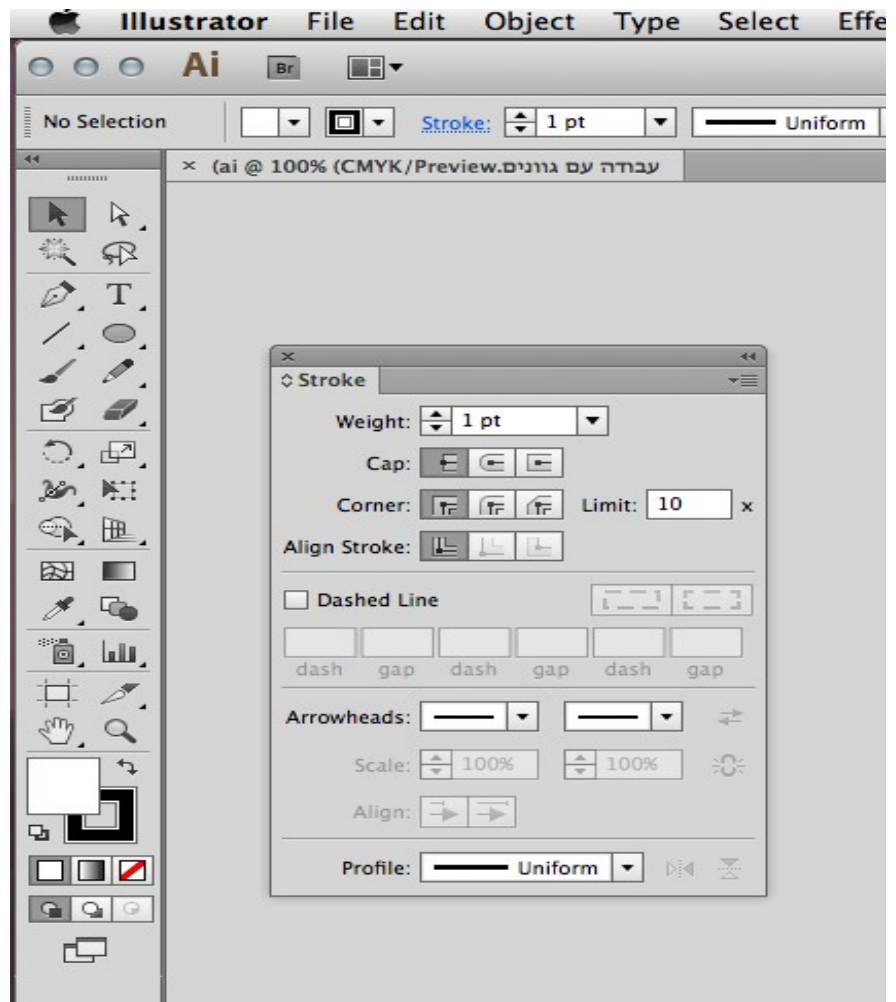 Illustrator File Edit Object Type Select Effe
Ai Br
No Selection Stroke: 1 pt Uniform
× עבודה עם גוונים.ai @ 100% (CMYK/Preview)
T
Stroke
Weight: 1 pt
Cap:
Corner: Limit: 10 x
Align Stroke:
Dashed Line
dash gap dash gap dash gap
Arrowheads:
Scale: 100% 100%
Align:
Profile: Uniform